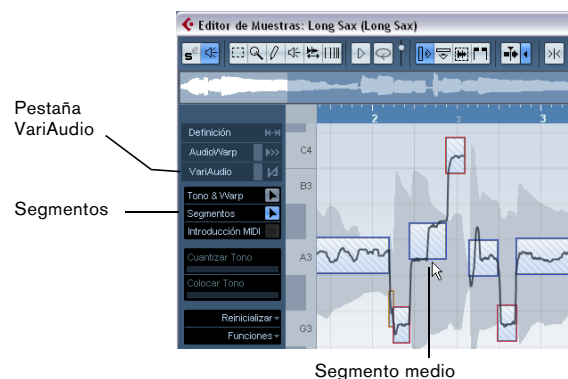 Editor de Muestras: Long Sax (Long Sax)
Pestaña
VariAudio
2 3 3
Definición
AudioWarp
VariAudio
Segmentos
Tono & Warp
Segmentos
Introducción MIDI
Cuantizar Tono
Colocar Tono
Reinicializar
Funciones
C4
B3
A3
G3
Segmento medio